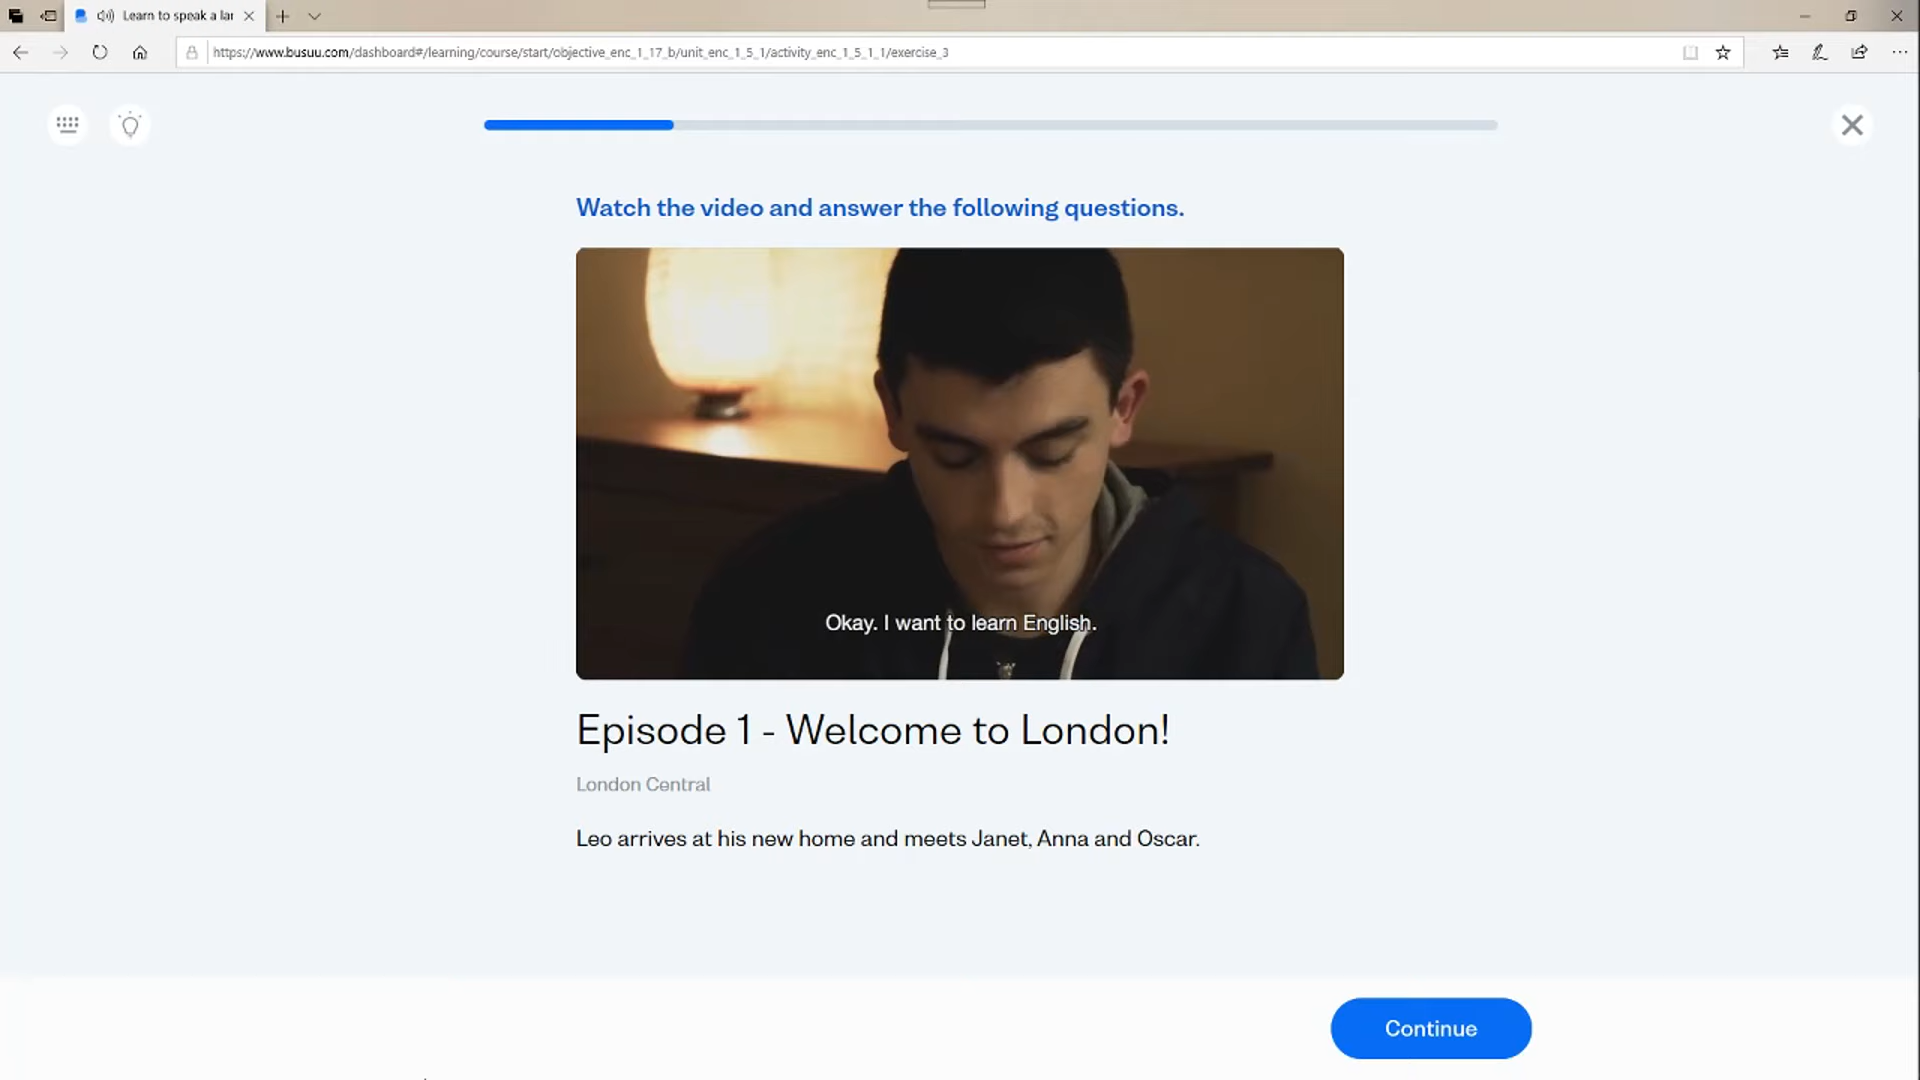 Learn to speak a lar
https://www.busuu.com/dashboard#/learning/course/start/objective_enc_1_17_b/unit_enc_1_5_1/activity_enc_1_5_1_1/exercise_3
Watch the video and answer the following questions.
Okay. I want to learn English.
Episode 1 - Welcome to London!
London Central
Leo arrives at his new home and meets Janet, Anna and Oscar.
Continue